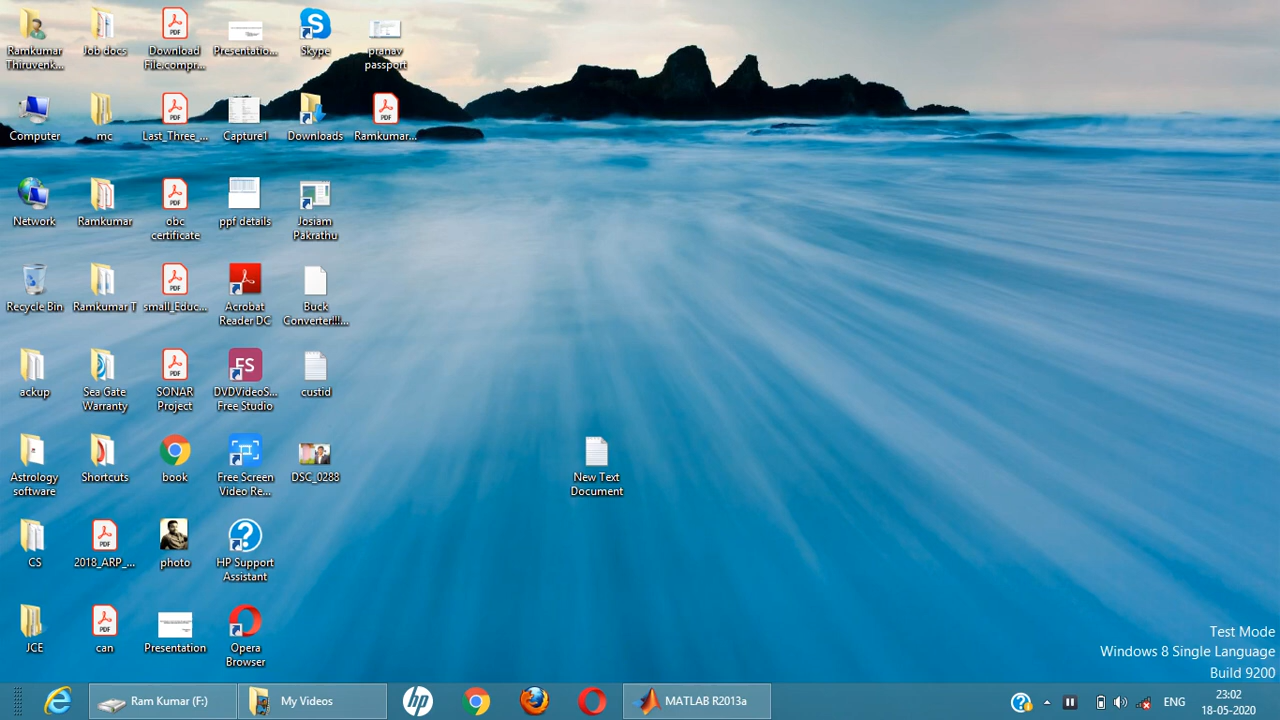 Ramkumar
Thiruvenk...
Job docs
Download
File.compr...
Presentatio...
Skype
pranav
passport
Computer
mc
Last_Three_...
Capture1
Downloads
Ramkumar...
Network
Ramkumar
obc
certificate
ppf details
Josiam
Pakrathu
Recycle Bin
Ramkumar T
small_Educ...
Acrobat
Reader DC
Buck
Converter!!!...
ackup
Sea Gate
Warranty
SONAR
Project
DVDVideoS...
Free Studio
custid
Astrology
software
Shortcuts
book
Free Screen
Video Re...
DSC_0288
New Text
Document
CS
2018_ARP_...
photo
HP Support
Assistant
JCE
can
Presentation
Opera
Browser
Test Mode
Windows 8 Single Language
Build 9200
Ram Kumar (F:)
My Videos
hp
MATLAB R2013a
ENG
23:02
18-05-2020